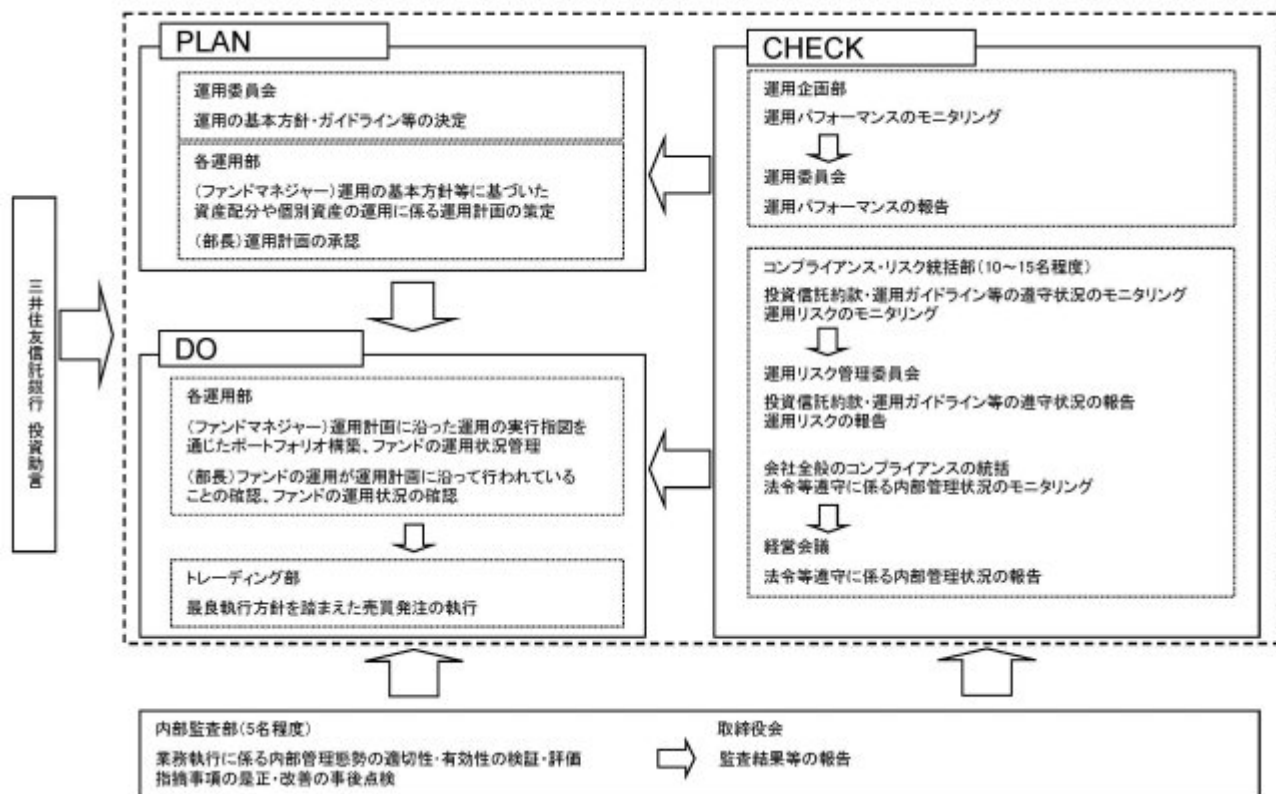 三井住友信託銀行 投資助言
PLAN
運用委員会
運用の基本方針・ガイドライン等の決定
各運用部
(ファンドマネジャー)運用の基本方針等に基づいた
資産配分や個別資産の運用に係る運用計画の策定
(部長)運用計画の承認
DO
各運用部
(ファンドマネジャー)運用計画に沿った運用の実行指図を
通じたポートフォリオ構築、ファンドの運用状況管理
(部長)ファンドの運用が運用計画に沿って行われている
ことの確認、ファンドの運用状況の確認
トレーディング部
最良執行方針を踏まえた売買発注の執行
CHECK
運用企画部
運用パフォーマンスのモニタリング
運用委員会
運用パフォーマンスの報告
コンプライアンス・リスク統括部(10~15名程度)
投資信託約款・運用ガイドライン等の遵守状況のモニタリング
運用リスクのモニタリング
運用リスク管理委員会
投資信託約款・運用ガイドライン等の遵守状況の報告
運用リスクの報告
会社全般のコンプライアンスの統括
法令等遵守に係る内部管理状況のモニタリング
経営会議
法令等遵守に係る内部管理状況の報告
内部監査部(5名程度)
業務執行に係る内部管理態勢の適切性・有効性の検証・評価
指摘事項の是正・改善の事後点検
取締役会
監査結果等の報告